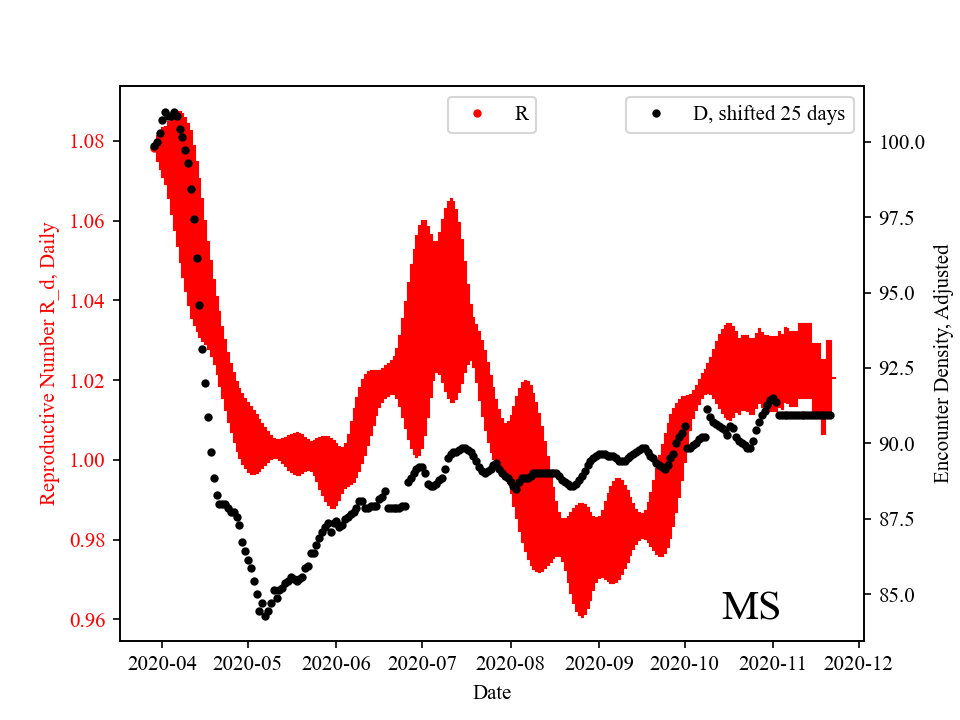 R
D, shifted 25 days
1.08
1.06
1.04
1.02
1.00
0.98
0.96
Reproductive Number R_d, Daily
100.0
97.5
95.0
92.5
90.0
87.5
85.0
Encounter Density, Adjusted
MS
2020-04 2020-05 2020-06 2020-07 2020-08 2020-09 2020-10 2020-11 2020-12
Date